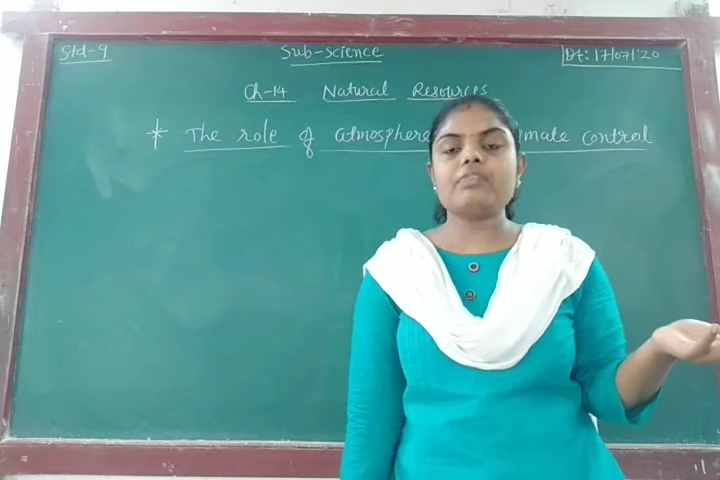 Std-9 Sub-science Dt:17/07/'20
Ch-14 Natural Resources
* The role of atmosphere mate control